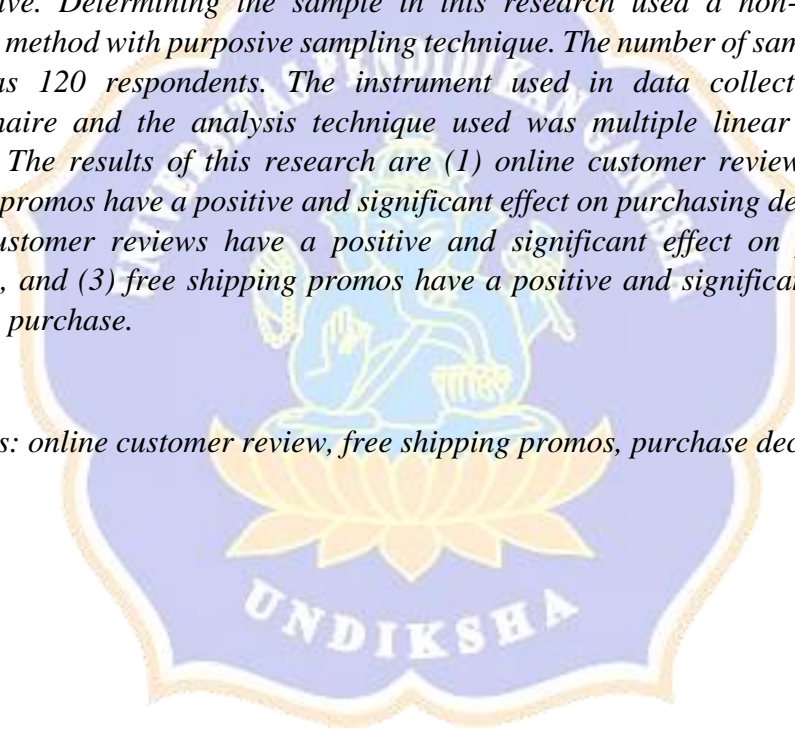 ive. Determining the sample in this research used a non-
method with purposive sampling technique. The number of sam
as 120 respondents. The instrument used in data collect
naire and the analysis technique used was multiple linear
The results of this research are (1) online customer review
promos have a positive and significant effect on purchasing de
ustomer reviews have a positive and significant effect on
, and (3) free shipping promos have a positive and significan
purchase.
s: online customer review, free shipping promos, purchase dec
UNIVERSITAS PENDIDIKAN GANESHA
UNDIKSHA